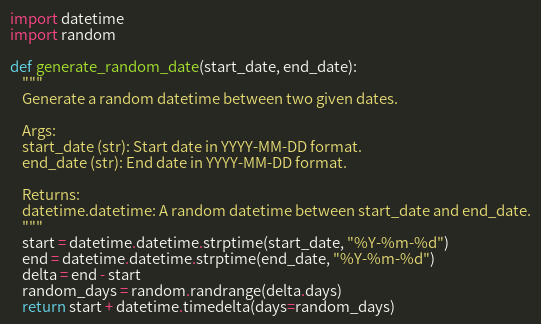 import datetime
import random

def generate_random_date(start_date, end_date):
    """
    Generate a random datetime between two given dates.

    Args:
    start_date (str): Start date in YYYY-MM-DD format.
    end_date (str): End date in YYYY-MM-DD format.

    Returns:
    datetime.datetime: A random datetime between start_date and end_date.
    """
    start = datetime.datetime.strptime(start_date, "%Y-%m-%d")
    end = datetime.datetime.strptime(end_date, "%Y-%m-%d")
    delta = end - start
    random_days = random.randrange(delta.days)
    return start + datetime.timedelta(days=random_days)